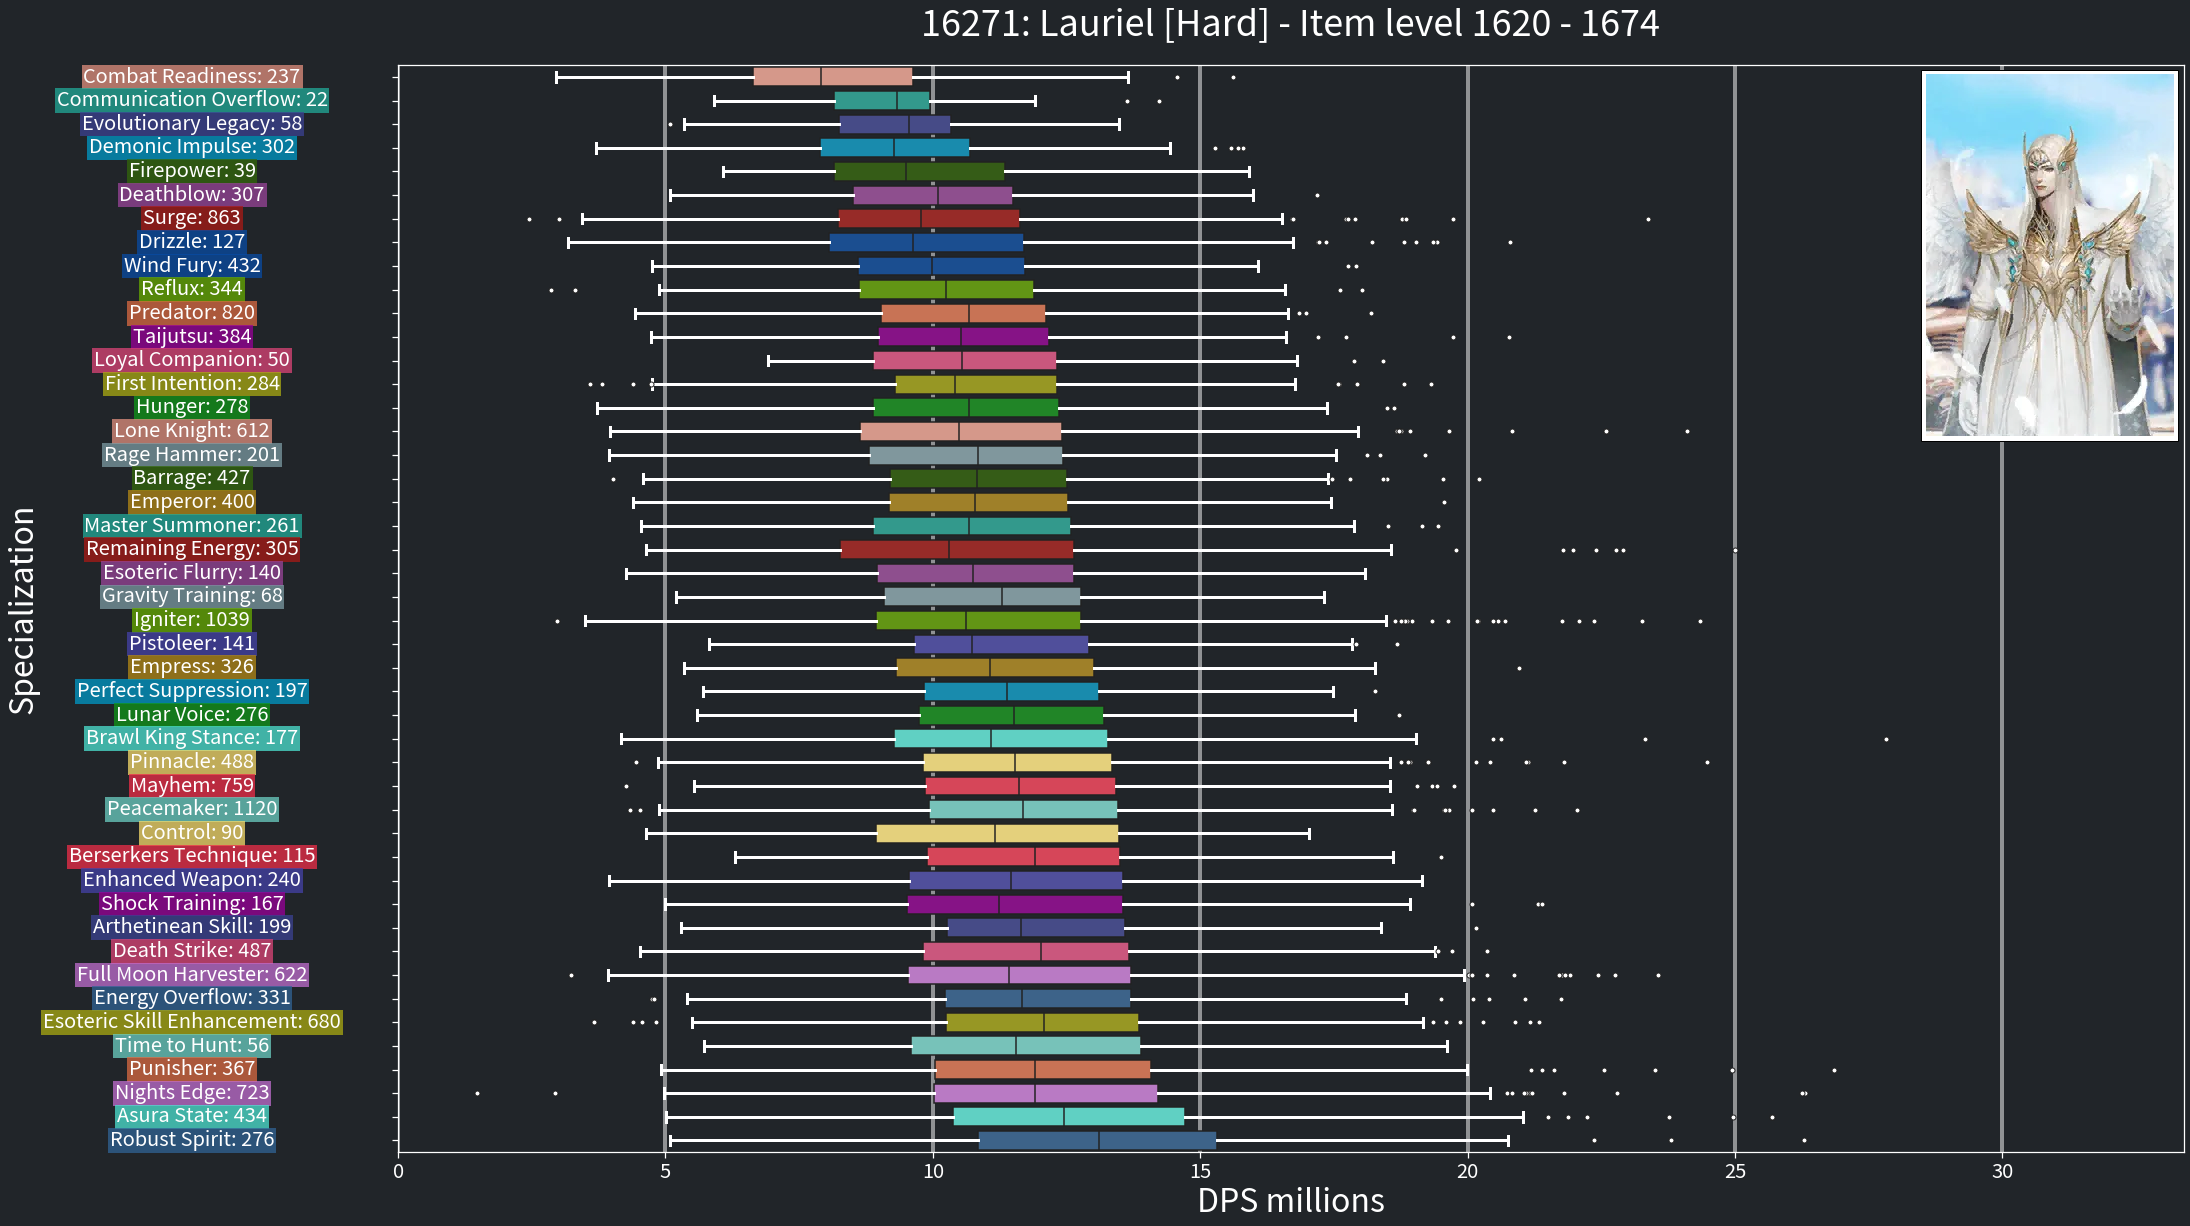 16271: Lauriel [Hard] - Item level 1620 - 1674
Combat Readiness: 237
Communication Overflow: 22
Evolutionary Legacy: 58
Demonic Impulse: 302
Firepower: 39
Deathblow: 307
Surge: 863
Drizzle: 127
Wind Fury: 432
Reflux: 344
Predator: 820
Taijutsu: 384
Loyal Companion: 50
First Intention: 284
Hunger: 278
Lone Knight: 612
Rage Hammer: 201
Barrage: 427
Emperor: 400
Master Summoner: 261
Remaining Energy: 305
Esoteric Flurry: 140
Gravity Training: 68
Igniter: 1039
Pistoleer: 141
Empress: 326
Perfect Suppression: 197
Lunar Voice: 276
Brawl King Stance: 177
Pinnacle: 488
Mayhem: 759
Peacemaker: 1120
Control: 90
Berserkers Technique: 115
Enhanced Weapon: 240
Shock Training: 167
Arthetinean Skill: 199
Death Strike: 487
Full Moon Harvester: 622
Energy Overflow: 331
Esoteric Skill Enhancement: 680
Time to Hunt: 56
Punisher: 367
Nights Edge: 723
Asura State: 434
Robust Spirit: 276
Specialization
0 5 10 15 20 25 30
DPS millions